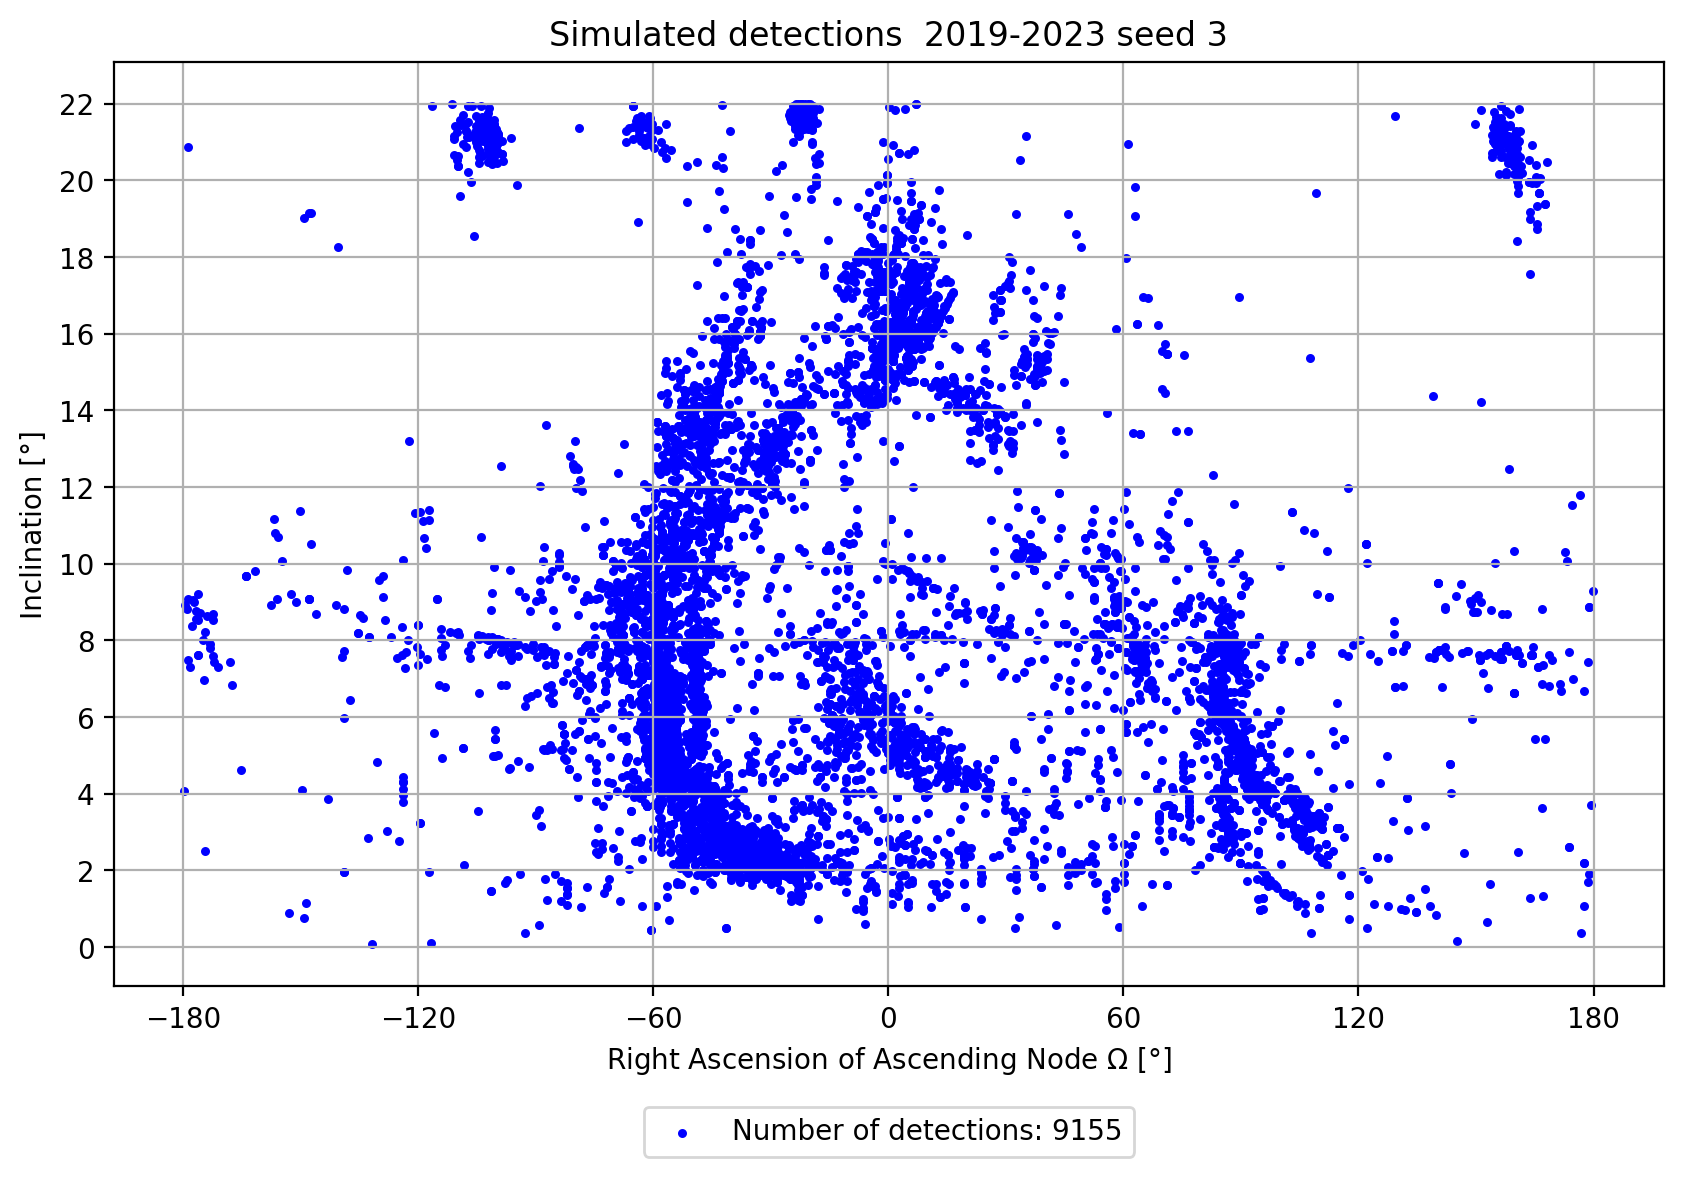 Simulated detections  2019-2023 seed 3
22
20
18
16
14
12
10
8
6
4
2
0
Inclination [°]
−180 −120 −60 0 60 120 180
Right Ascension of Ascending Node Ω [°]
Number of detections: 9155